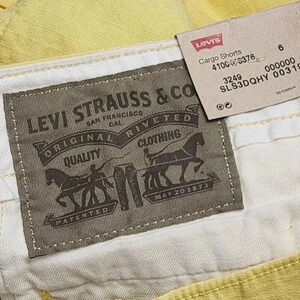 LEVI STRAUSS & CO
SAN FRANCISCO
CAL.
ORIGINAL RIVETED
QUALITY CLOTHING
PATENTED
MAY 20 1873
Levi's
Cargo Shorts
6
3249
000000
SLS3DQHY